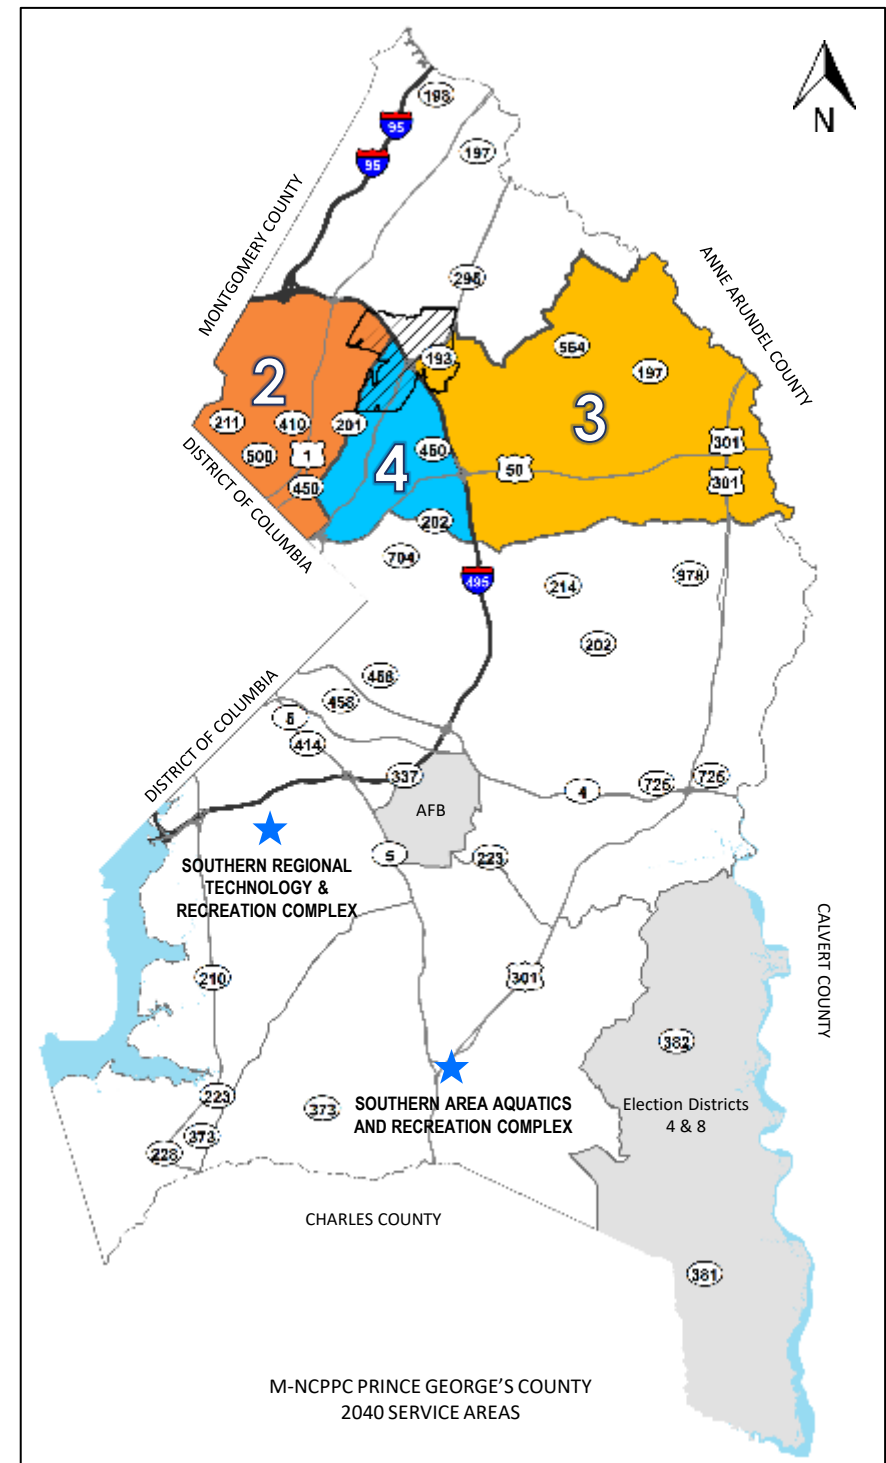 198
95
95
197
N
MONTGOMERY COUNTY
ANNE ARUNDEL COUNTY
295
193
564
197
2
3
4
211
410
201
500
1
450
450
50
301
301
DISTRICT OF COLUMBIA
202
704
495
214
978
202
DISTRICT OF COLUMBIA
458
5
414
337
4
725
725
AFB
5
223
SOUTHERN REGIONAL
TECHNOLOGY &
RECREATION COMPLEX
CALVERT COUNTY
210
301
382
223
373
SOUTHERN AREA AQUATICS
AND RECREATION COMPLEX
Election Districts
4 & 8
373
228
CHARLES COUNTY
381
M-NCPPC PRINCE GEORGE'S COUNTY
2040 SERVICE AREAS